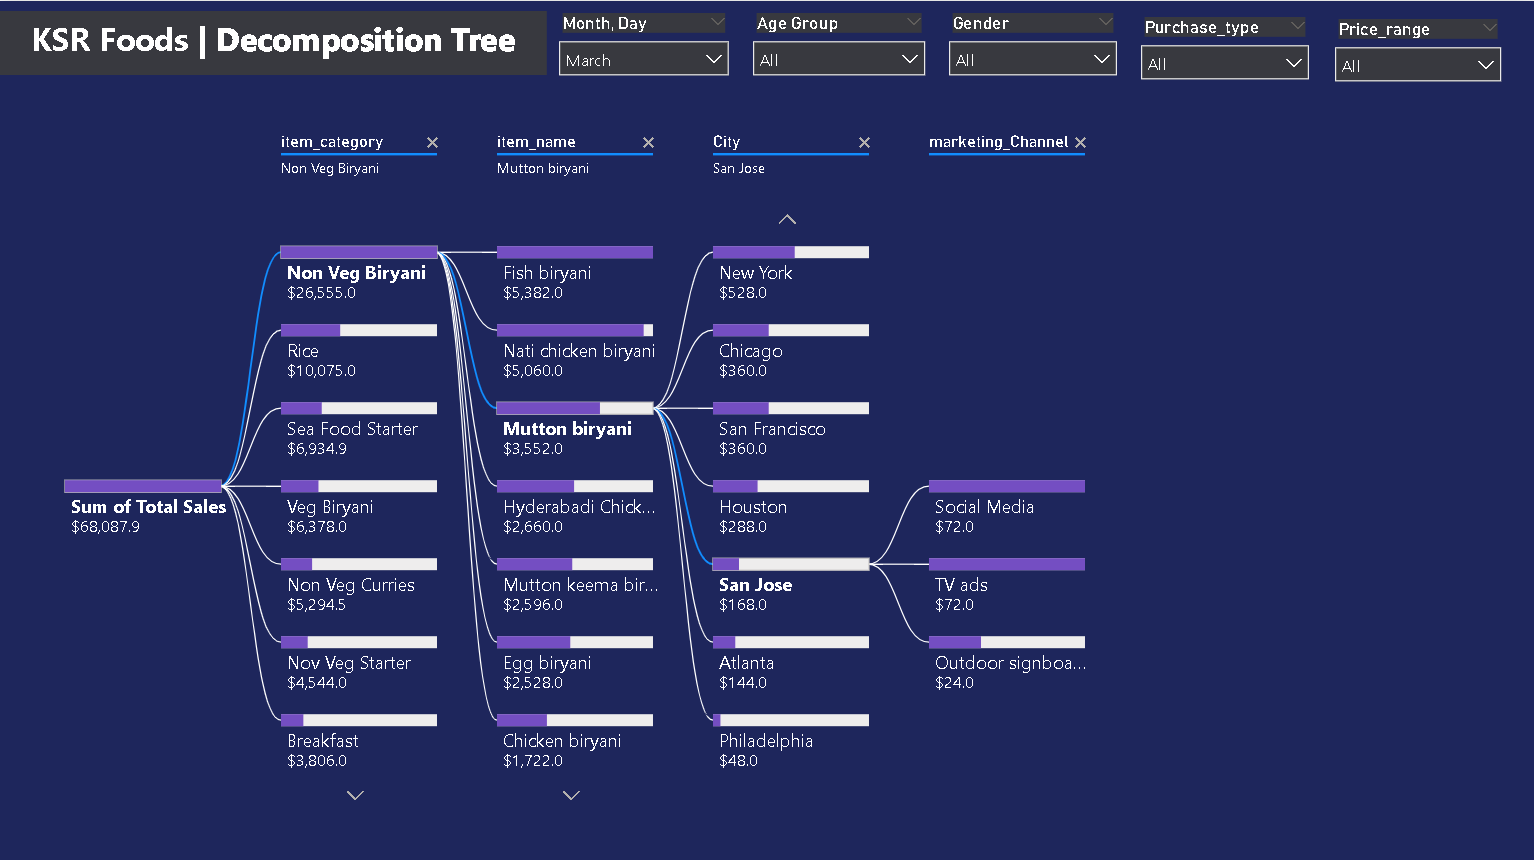 KSR Foods | Decomposition Tree
Month, Day
March
Age Group
All
Gender
All
Purchase_type
All
Price_range
All
item_category
Non Veg Biryani
item_name
Mutton biryani
City
San Jose
marketing_Channel
Sum of Total Sales
$68,087.9
Non Veg Biryani
$26,555.0
Rice
$10,075.0
Sea Food Starter
$6,934.9
Veg Biryani
$6,378.0
Non Veg Curries
$5,294.5
Nov Veg Starter
$4,544.0
Breakfast
$3,806.0
Fish biryani
$5,382.0
Nati chicken biryani
$5,060.0
Mutton biryani
$3,552.0
Hyderabadi Chick...
$2,660.0
Mutton keema bir...
$2,596.0
Egg biryani
$2,528.0
Chicken biryani
$1,722.0
New York
$528.0
Chicago
$360.0
San Francisco
$360.0
Houston
$288.0
San Jose
$168.0
Atlanta
$144.0
Philadelphia
$48.0
Social Media
$72.0
TV ads
$72.0
Outdoor signboa...
$24.0